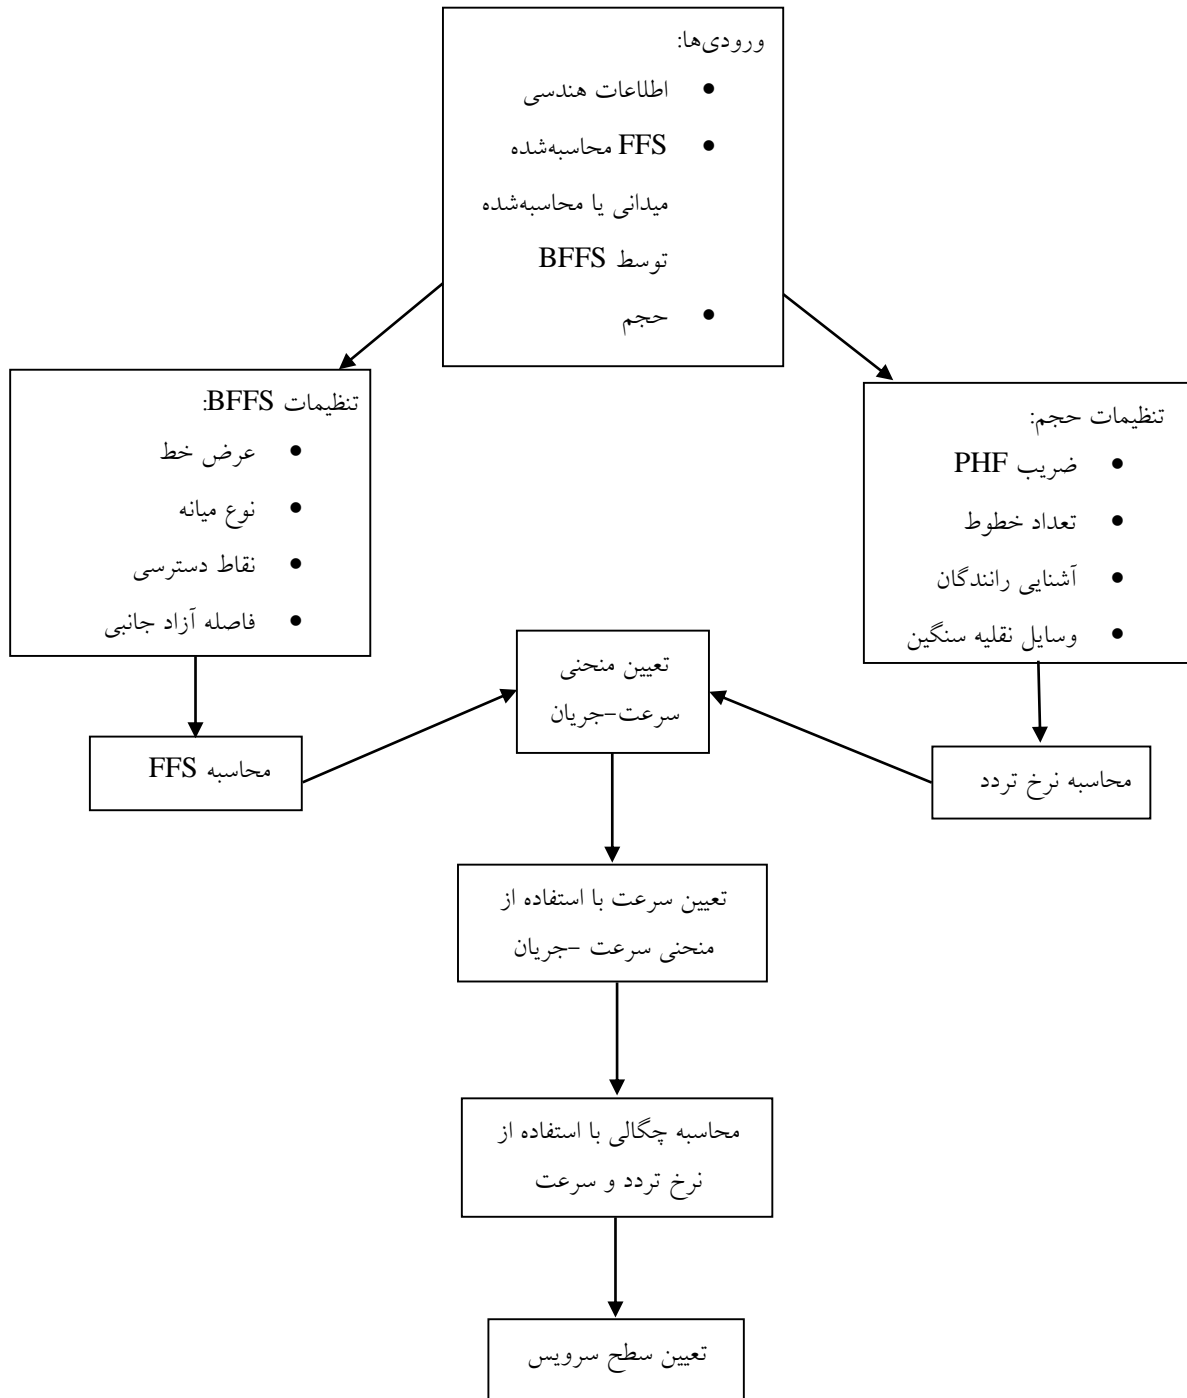 ورودی‌ها:
• اطلاعات هندسی
• FFS محاسبه‌شده
میدانی یا محاسبه‌شده
توسط BFFS
• حجم
تنظیمات BFFS:
• عرض خط
• نوع میانه
• نقاط دسترسی
• فاصله آزاد جانبی
تنظیمات حجم:
• ضریب PHF
• تعداد خطوط
• آشنایی رانندگان
• وسایل نقلیه سنگین
محاسبه FFS
تعیین منحنی
سرعت–جریان
محاسبه نرخ تردد
تعیین سرعت با استفاده از
منحنی سرعت –جریان
محاسبه چگالی با استفاده از
نرخ تردد و سرعت
تعیین سطح سرویس